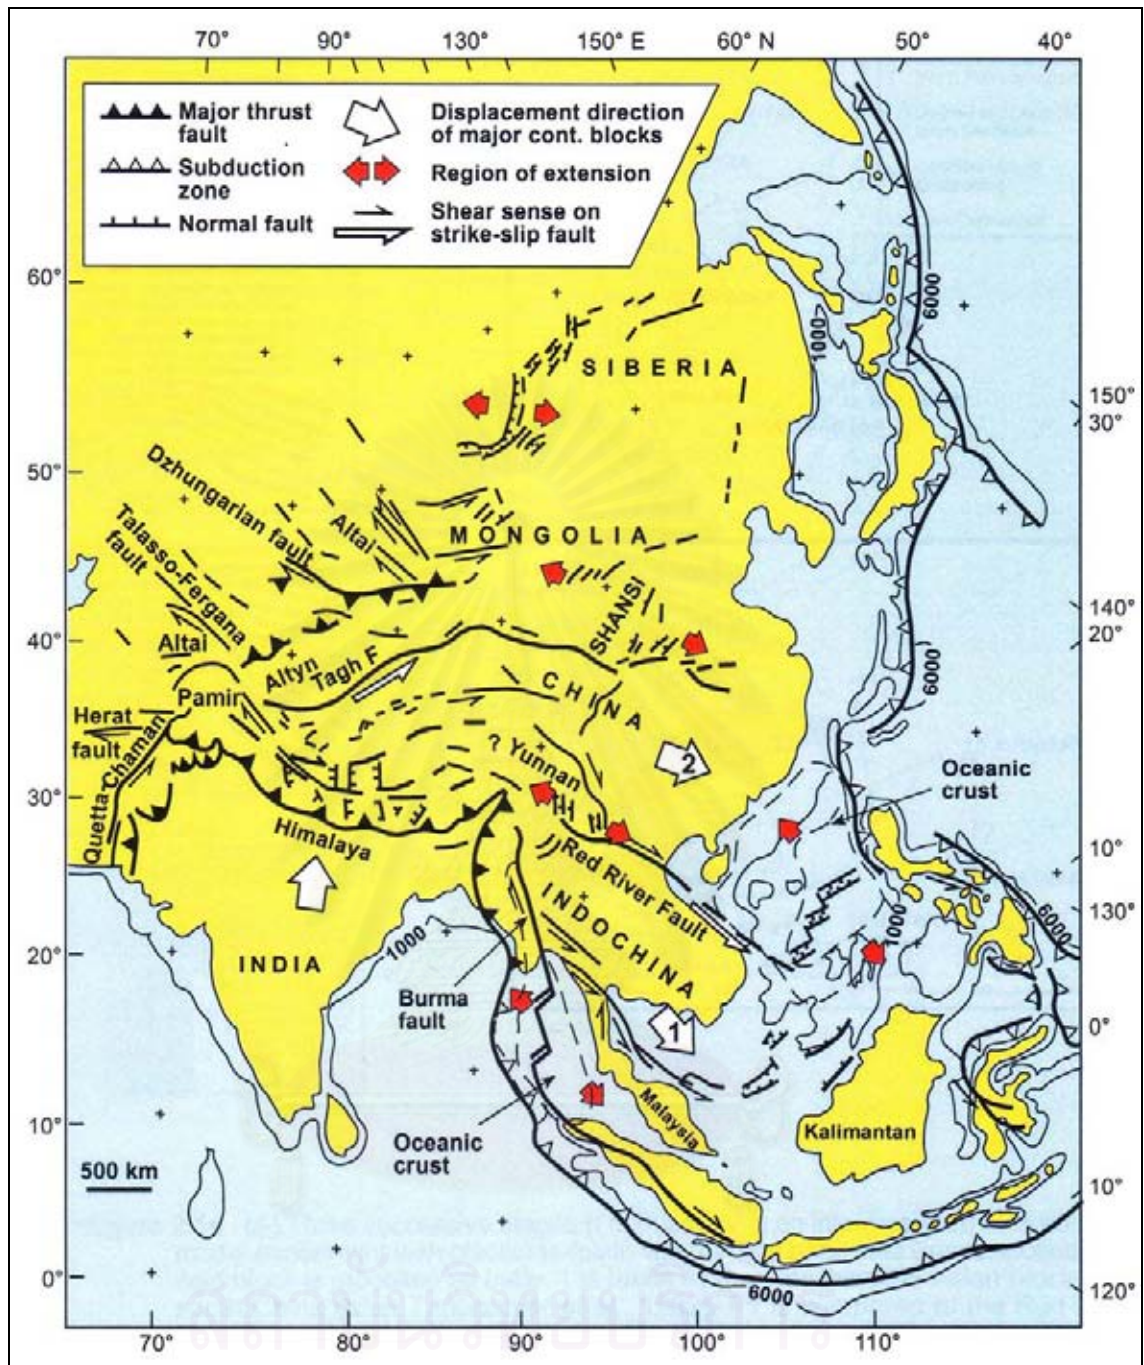 70° 90° 130° 150° E 60° N 50° 40°
Major thrust
fault
Subduction
zone
Normal fault
Displacement direction
of major cont. blocks
Region of extension
Shear sense on
strike-slip fault
60°
50°
40°
30°
20°
10°
0°
70° 80° 90° 100° 110°
150°
30°
140°
20°
10°
130°
0°
10°
120°
SIBERIA
MONGOLIA
Dzhungarian fault
Altai
Talasso-Fergana
fault
Altai
Altyn
Tagh F
SHANSI
CHINA
Pamir
Herat
fault
Quetta Chaman
? Yunnan
2
Himalaya
Red River Fault
INDOCHINA
INDIA
Burma
fault
1
Oceanic
crust
Oceanic
crust
Malaysia
Kalimantan
500 km
6000
1000
6000
1000
6000
1000
6000